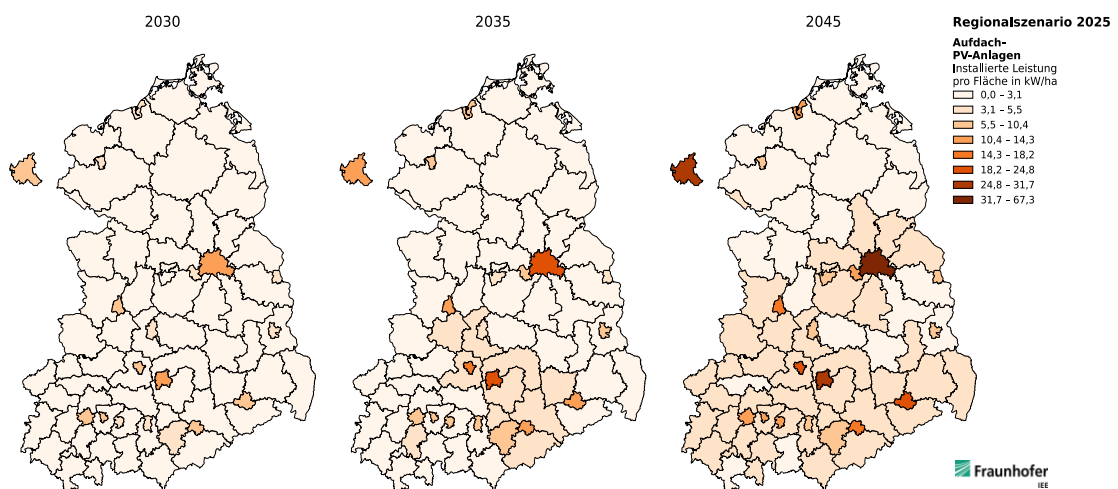 2030
2035
2045
Regionalszenario 2025
Aufdach-
PV-Anlagen
Installierte Leistung
pro Fläche in kW/ha
0,0 – 3,1
3,1 – 5,5
5,5 – 10,4
10,4 – 14,3
14,3 – 18,2
18,2 – 24,8
24,8 – 31,7
31,7 – 67,3
Fraunhofer
IEE